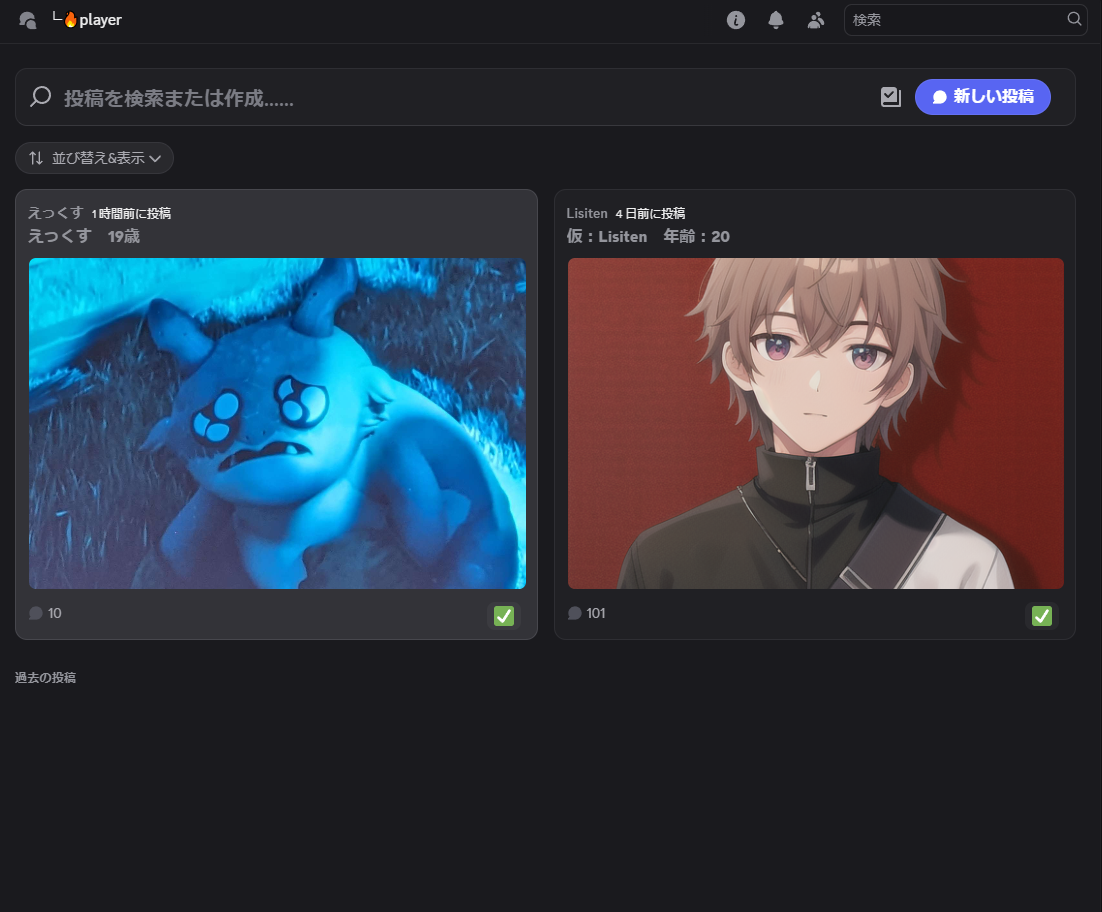 └🔥player
検索
投稿を検索または作成......
新しい投稿
並び替え&表示
えっくす 1 時間前に投稿
えっくす　19歳
10
Lisiten 4 日前に投稿
仮：Lisiten　年齢：20
101
過去の投稿